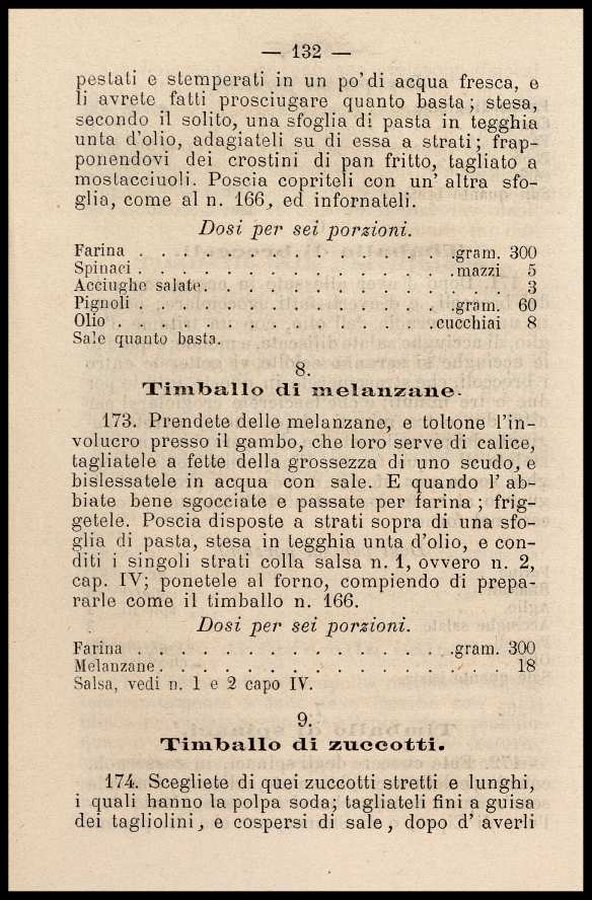 — 132 —
pestati e stemperati in un po' di acqua fresca, e
li avrete fatti prosciugare quanto basta; stesa,
secondo il solito, una sfoglia di pasta in tegghia
unta d'olio, adagiateli su di essa a strati; frap-
ponendovi dei crostini di pan fritto, tagliato a
mostacciuoli. Poscia copriteli con un' altra sfo-
glia, come al n. 166, ed infornateli.
Dosi per sei porzioni.
Farina . . . . . . . . . . . gram. 300
Spinaci . . . . . . . . . . . mazzi 5
Acciughe salate. . . . . . . . . . . 3
Pignoli . . . . . . . . . . . gram. 60
Olio . . . . . . . . . . . cucchiai 8
Sale quanto basta.
8.
Timballo di melanzane.
173. Prendete delle melanzane, e toltone l'in-
volucro presso il gambo, che loro serve di calice,
tagliatele a fette della grossezza di uno scudo, e
bislessatele in acqua con sale. E quando l' ab-
biate bene sgocciate e passate per farina; frig-
getele. Poscia disposte a strati sopra di una sfo-
glia di pasta, stesa in tegghia unta d'olio, e con-
diti i singoli strati colla salsa n. 1, ovvero n. 2,
cap. IV; ponetele al forno, compiendo di prepa-
rarle come il timballo n. 166.
Dosi per sei porzioni.
Farina . . . . . . . . . . . gram. 300
Melanzane . . . . . . . . . . . 18
Salsa, vedi n. 1 e 2 capo IV.
9.
Timballo di zuccotti.
174. Scegliete di quei zuccotti stretti e lunghi,
i quali hanno la polpa soda; tagliateli fini a guisa
dei tagliolini, e cospersi di sale, dopo d' averli